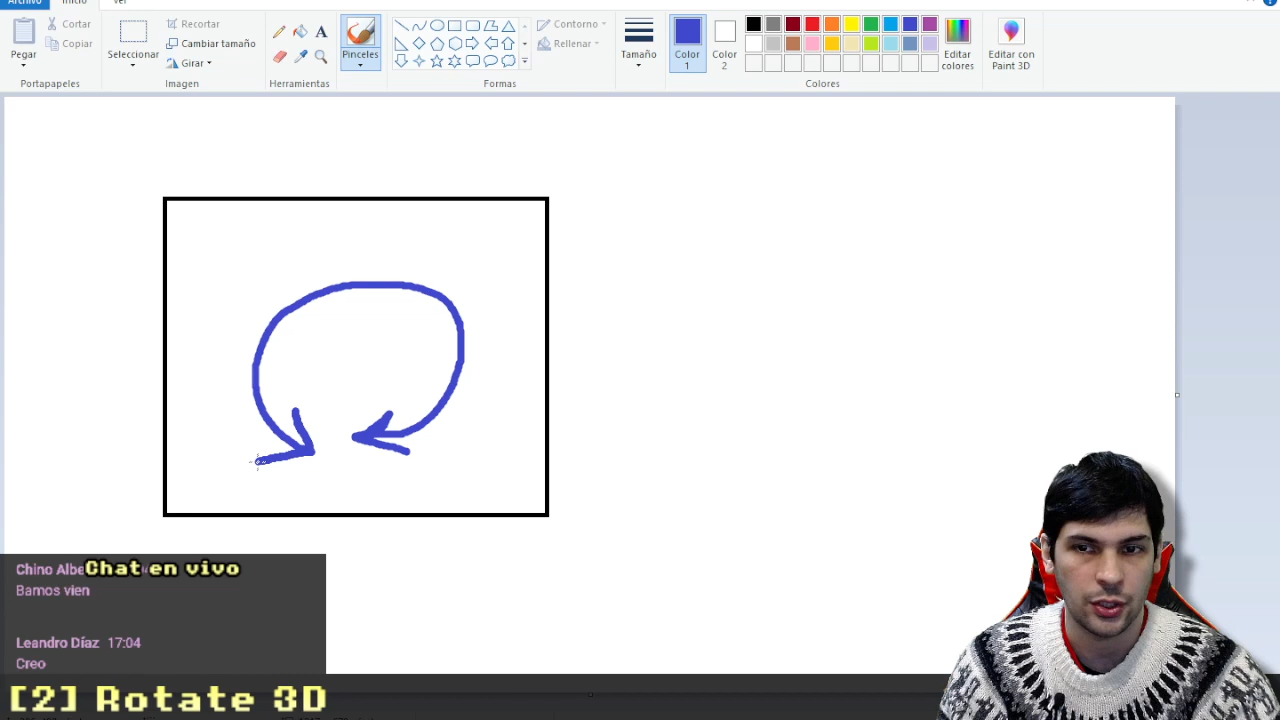 Archivo Inicio Ver
Pegar
Cortar
Copiar
Portapapeles
Seleccionar
Recortar
Cambiar tamaño
Girar
Imagen
A
Herramientas
Pinceles
Contorno
Rellenar
Formas
Tamaño
Color
1
Color
2
Editar
colores
Colores
Editar con
Paint 3D
Chino Albe
Chat en vivo
Bamos vien
Leandro Díaz 17:04
Creo
[2] Rotate 3D